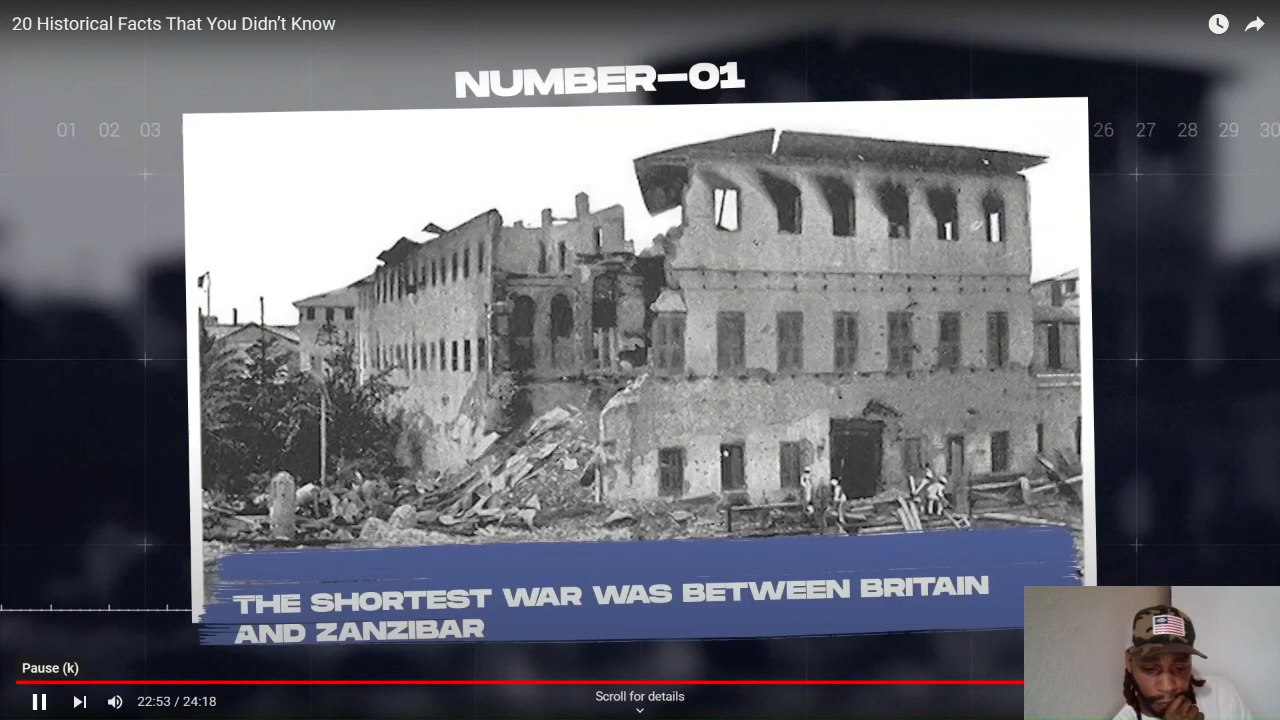 20 Historical Facts That You Didn’t Know
NUMBER—01
01 02 03
26 27 28 29 30
THE SHORTEST WAR WAS BETWEEN BRITAIN
AND ZANZIBAR
Pause (k)
22:53 / 24:18
Scroll for details